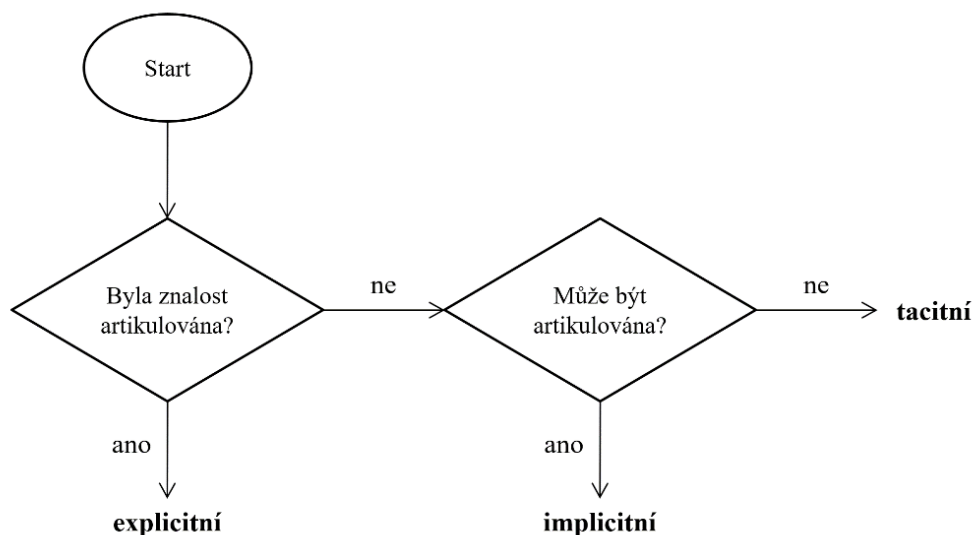 Start
Byla znalost
artikulována?
ne
Může být
artikulována?
ne
tacitní
ano
ano
explicitní
implicitní